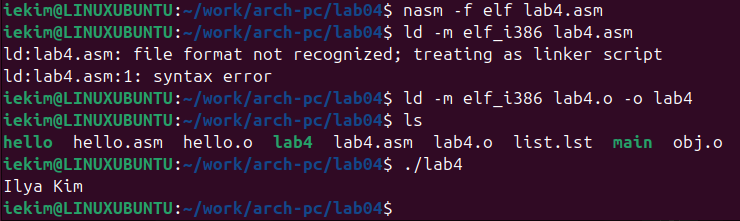 iekim@LINUXUBUNTU:~/work/arch-pc/lab04$ nasm -f elf lab4.asm
iekim@LINUXUBUNTU:~/work/arch-pc/lab04$ ld -m elf_i386 lab4.asm
ld:lab4.asm: file format not recognized; treating as linker script
ld:lab4.asm:1: syntax error
iekim@LINUXUBUNTU:~/work/arch-pc/lab04$ ld -m elf_i386 lab4.o -o lab4
iekim@LINUXUBUNTU:~/work/arch-pc/lab04$ ls
hello  hello.asm  hello.o  lab4  lab4.asm  lab4.o  list.lst  main  obj.o
iekim@LINUXUBUNTU:~/work/arch-pc/lab04$ ./lab4
Ilya Kim
iekim@LINUXUBUNTU:~/work/arch-pc/lab04$